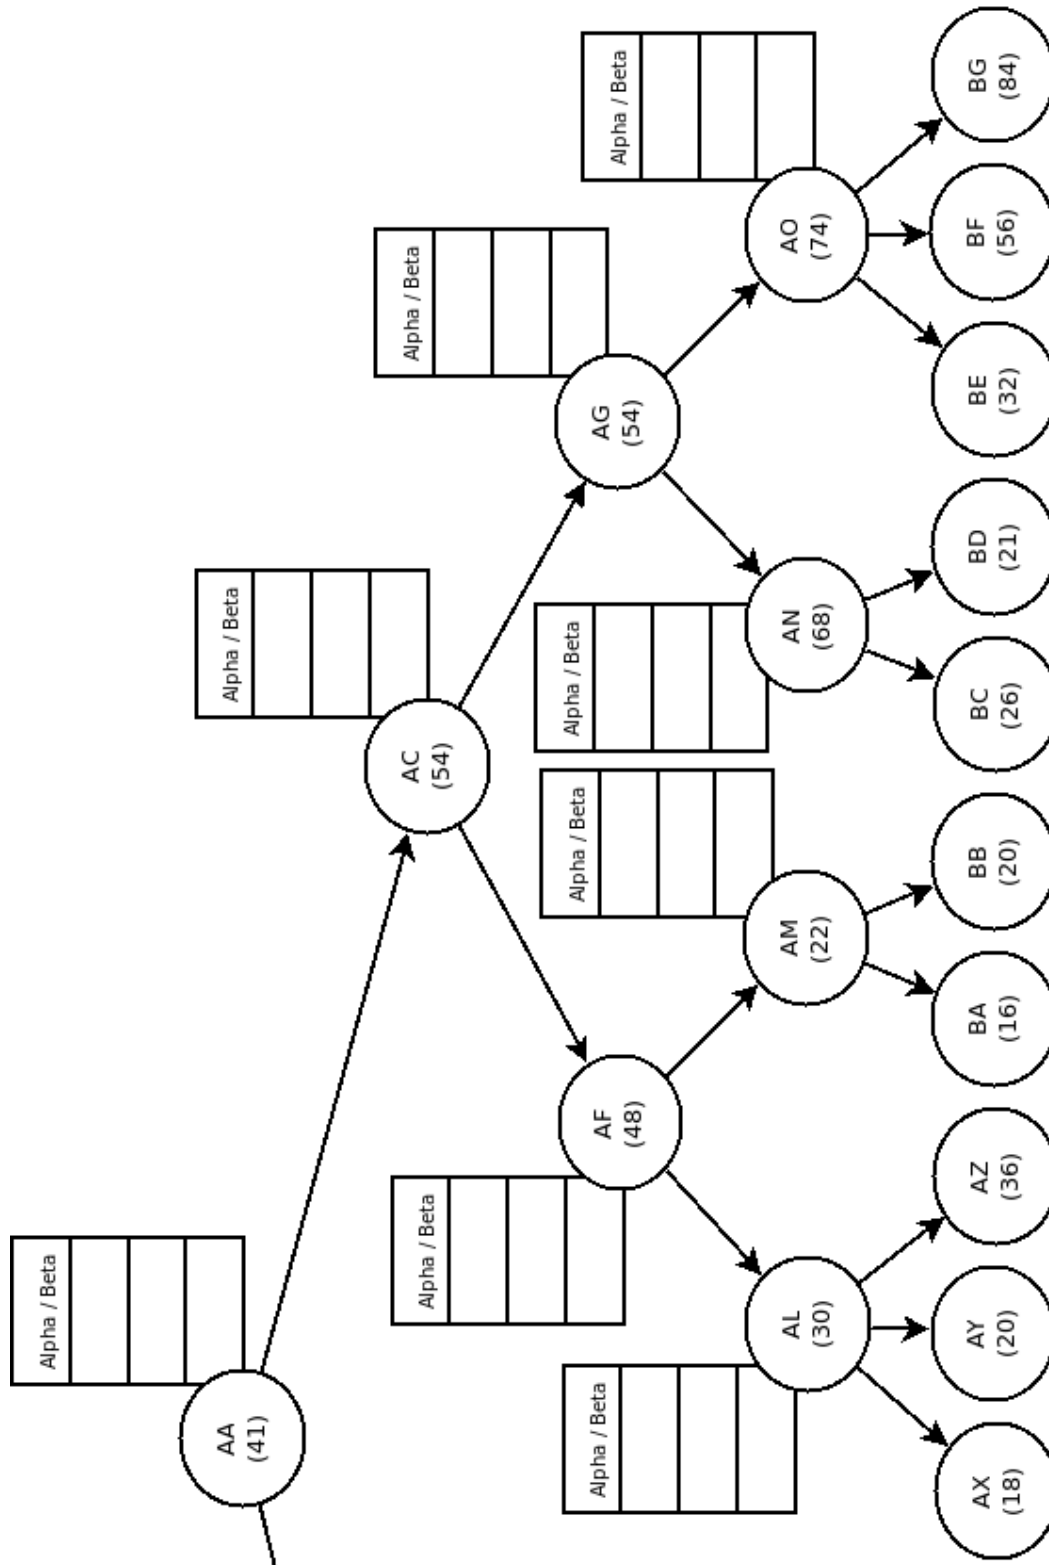 Alpha / Beta
AA
(41)
Alpha / Beta
AC
(54)
Alpha / Beta
AF
(48)
Alpha / Beta
AG
(54)
Alpha / Beta
AL
(30)
Alpha / Beta
AM
(22)
Alpha / Beta
AN
(68)
Alpha / Beta
AO
(74)
AX
(18)
AY
(20)
AZ
(36)
BA
(16)
BB
(20)
BC
(26)
BD
(21)
BE
(32)
BF
(56)
BG
(84)